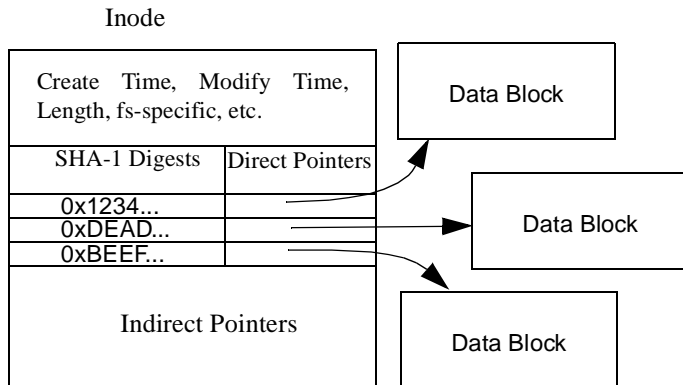 Inode
Create Time, Modify Time,
Length, fs-specific, etc.
SHA-1 Digests
Direct Pointers
0x1234...
0xDEAD...
0xBEEF...
Indirect Pointers
Data Block
Data Block
Data Block